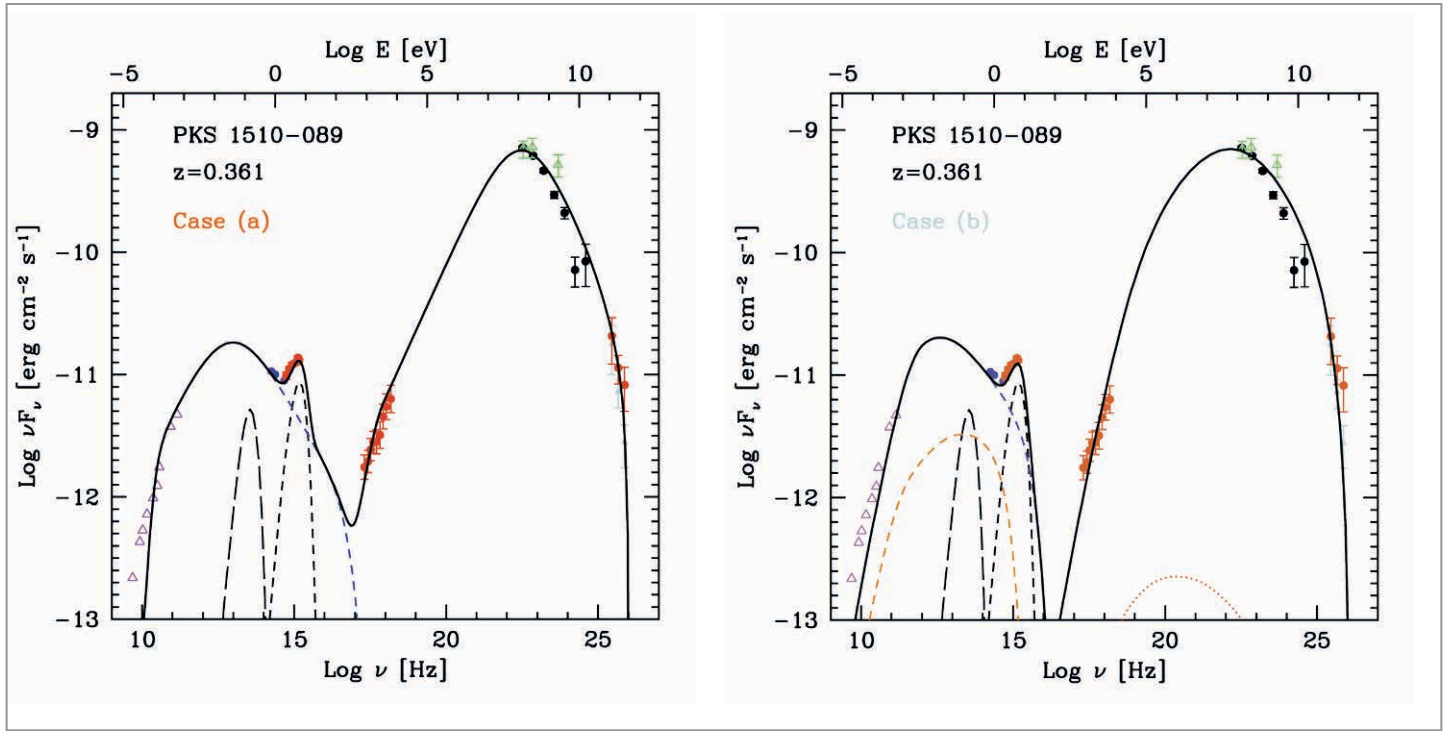 Log E [eV]
−5 0 5 10
−9
−10
−11
−12
−13
Log νFν [erg cm−2 s−1]
PKS 1510−089
z=0.361
Case (a)
10 15 20 25
Log ν [Hz]
Log E [eV]
−5 0 5 10
−9
−10
−11
−12
−13
Log νFν [erg cm−2 s−1]
PKS 1510−089
z=0.361
Case (b)
10 15 20 25
Log ν [Hz]